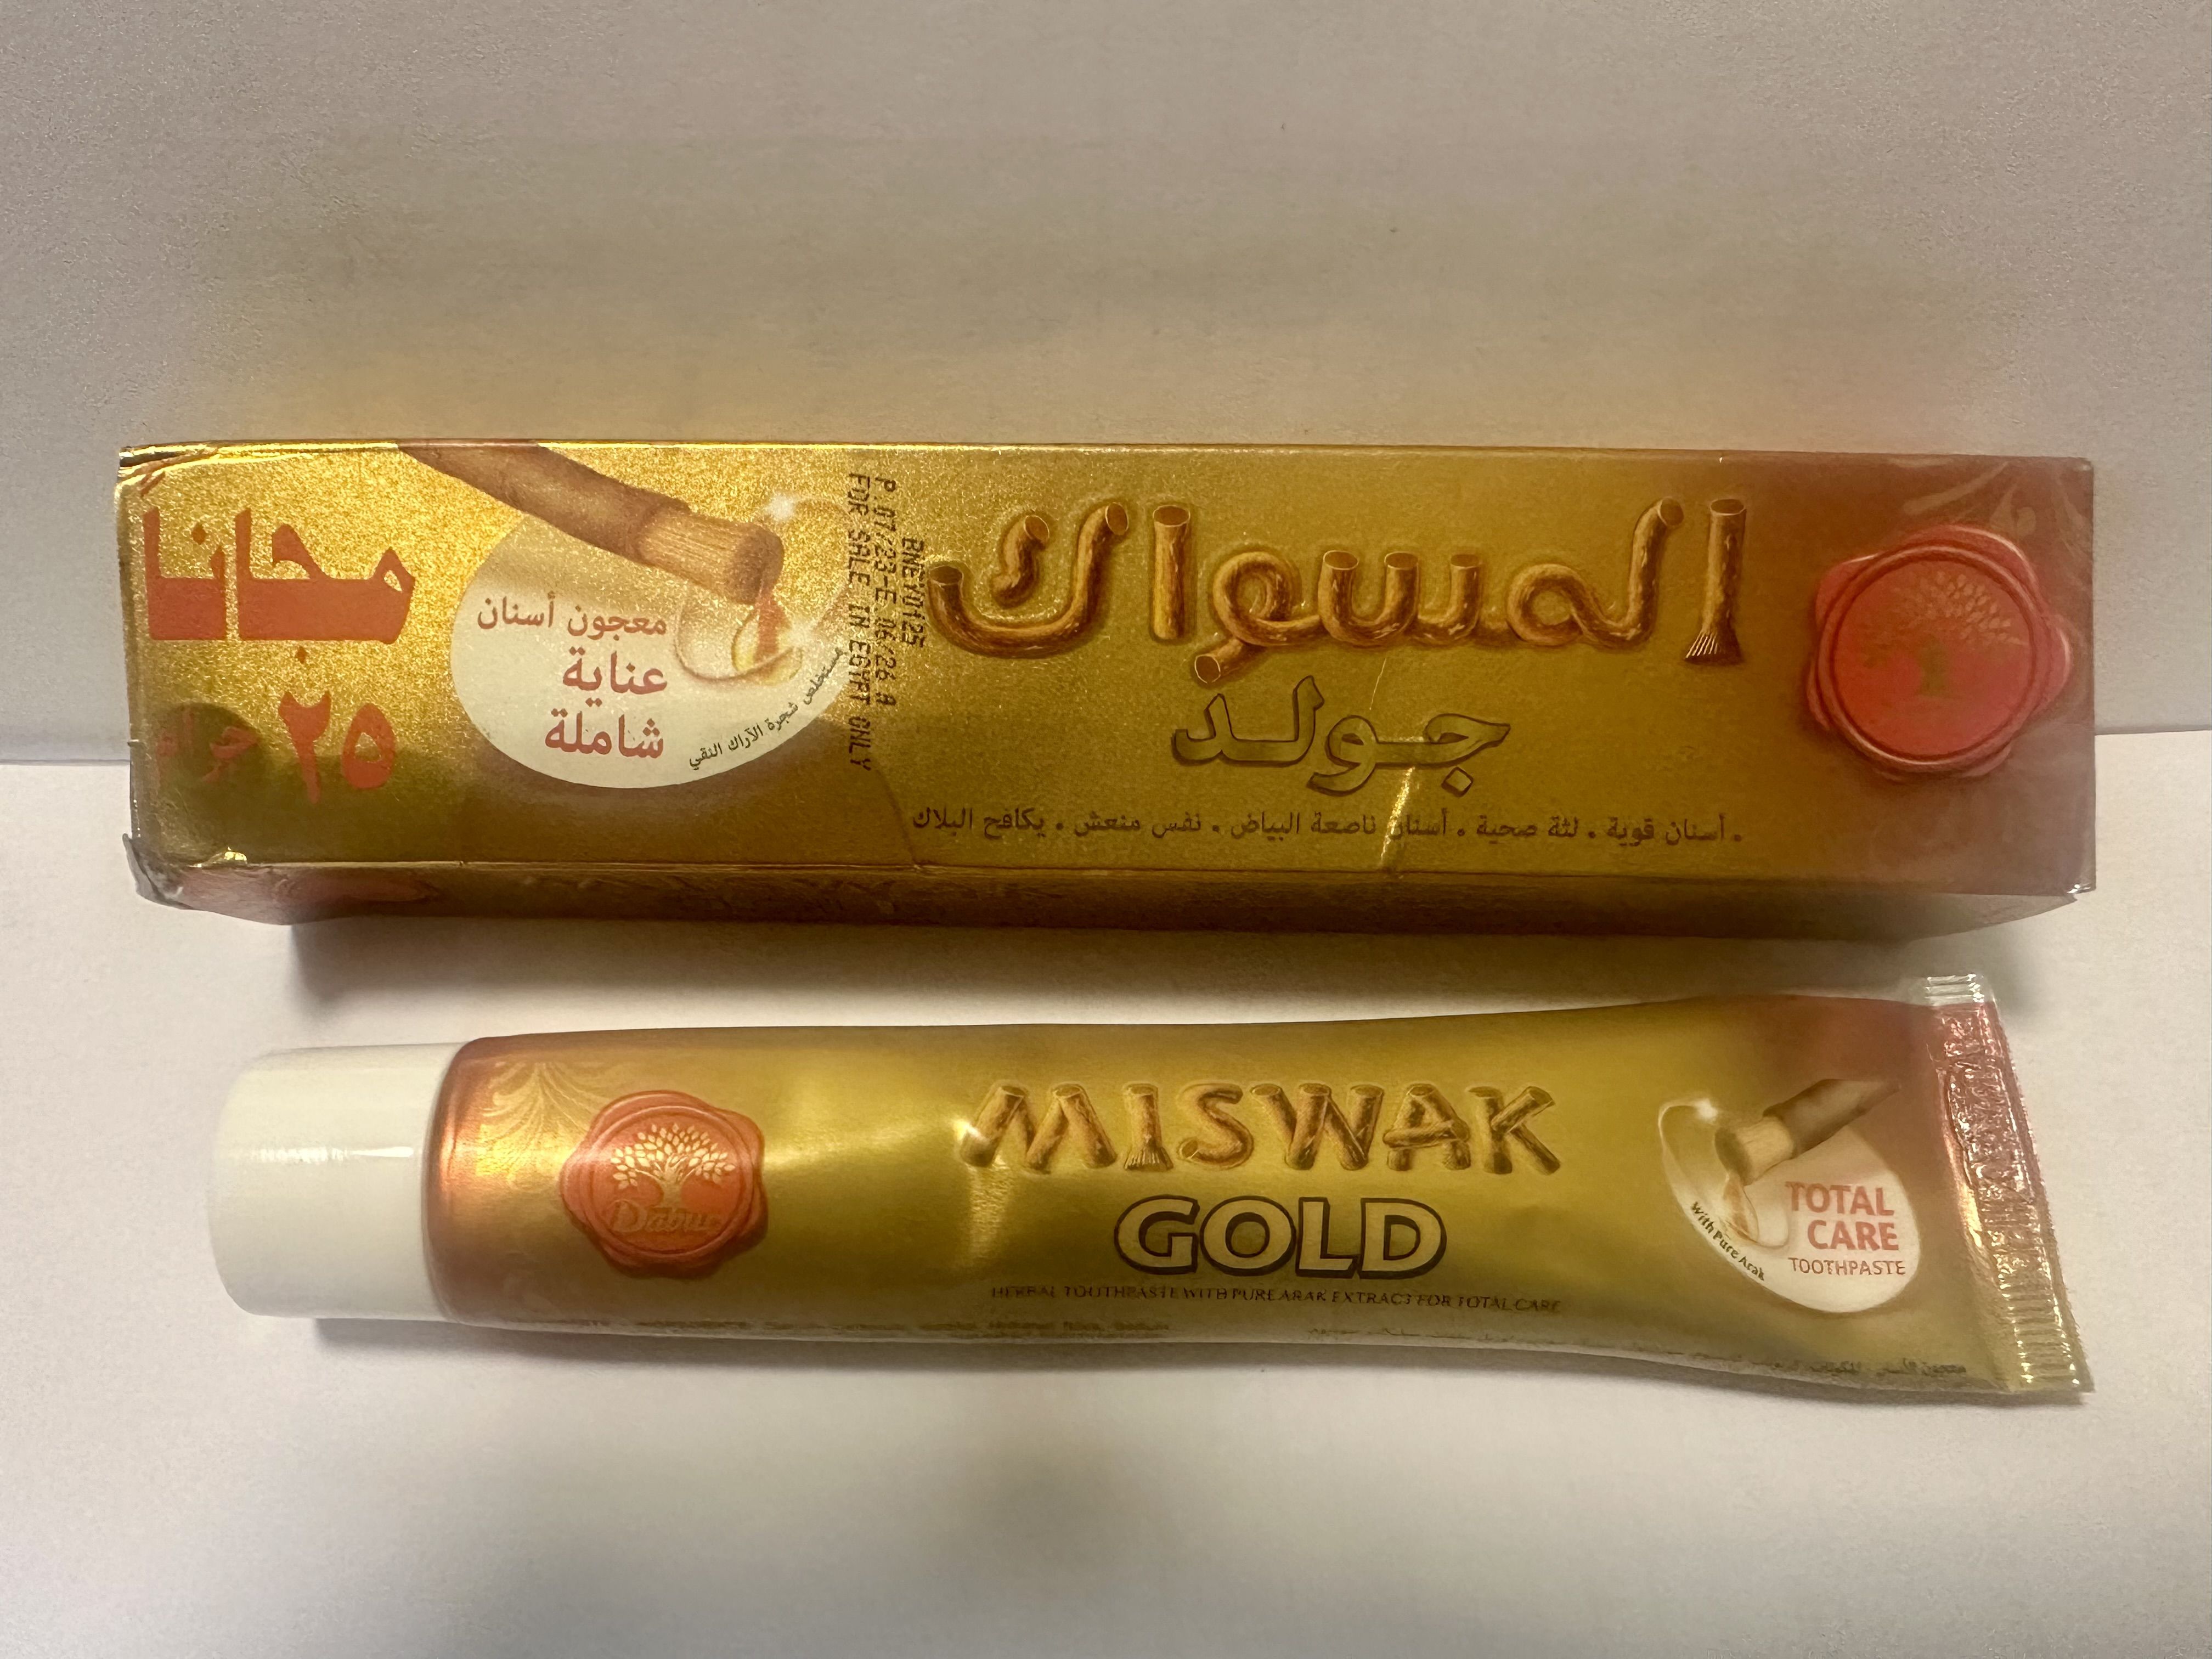 المسواك
جولد
• أسنان قوية • لثة صحية • أسنان ناصعة البياض • نفس منعش • يكافح البلاك
BNEY0125
P.07/23-E 06/26 A
FOR SALE IN EGYPT ONLY
معجون أسنان
عناية
شاملة
مستخلص شجرة الآراك النقي
مجاناً
٢٥ جرام
Dabur
MISWAK
GOLD
HERBAL TOOTHPASTE WITH PURE ARAK EXTRACT FOR TOTAL CARE
TOTAL
CARE
TOOTHPASTE
With Pure Arak